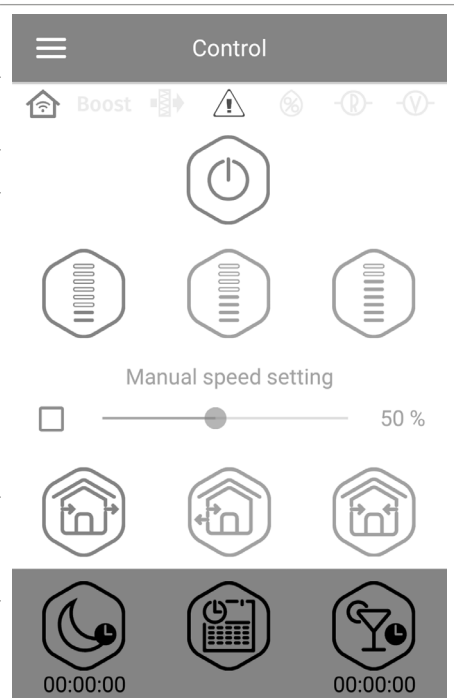 Control
Boost % R V
Manual speed setting
50 %
00:00:00 00:00:00